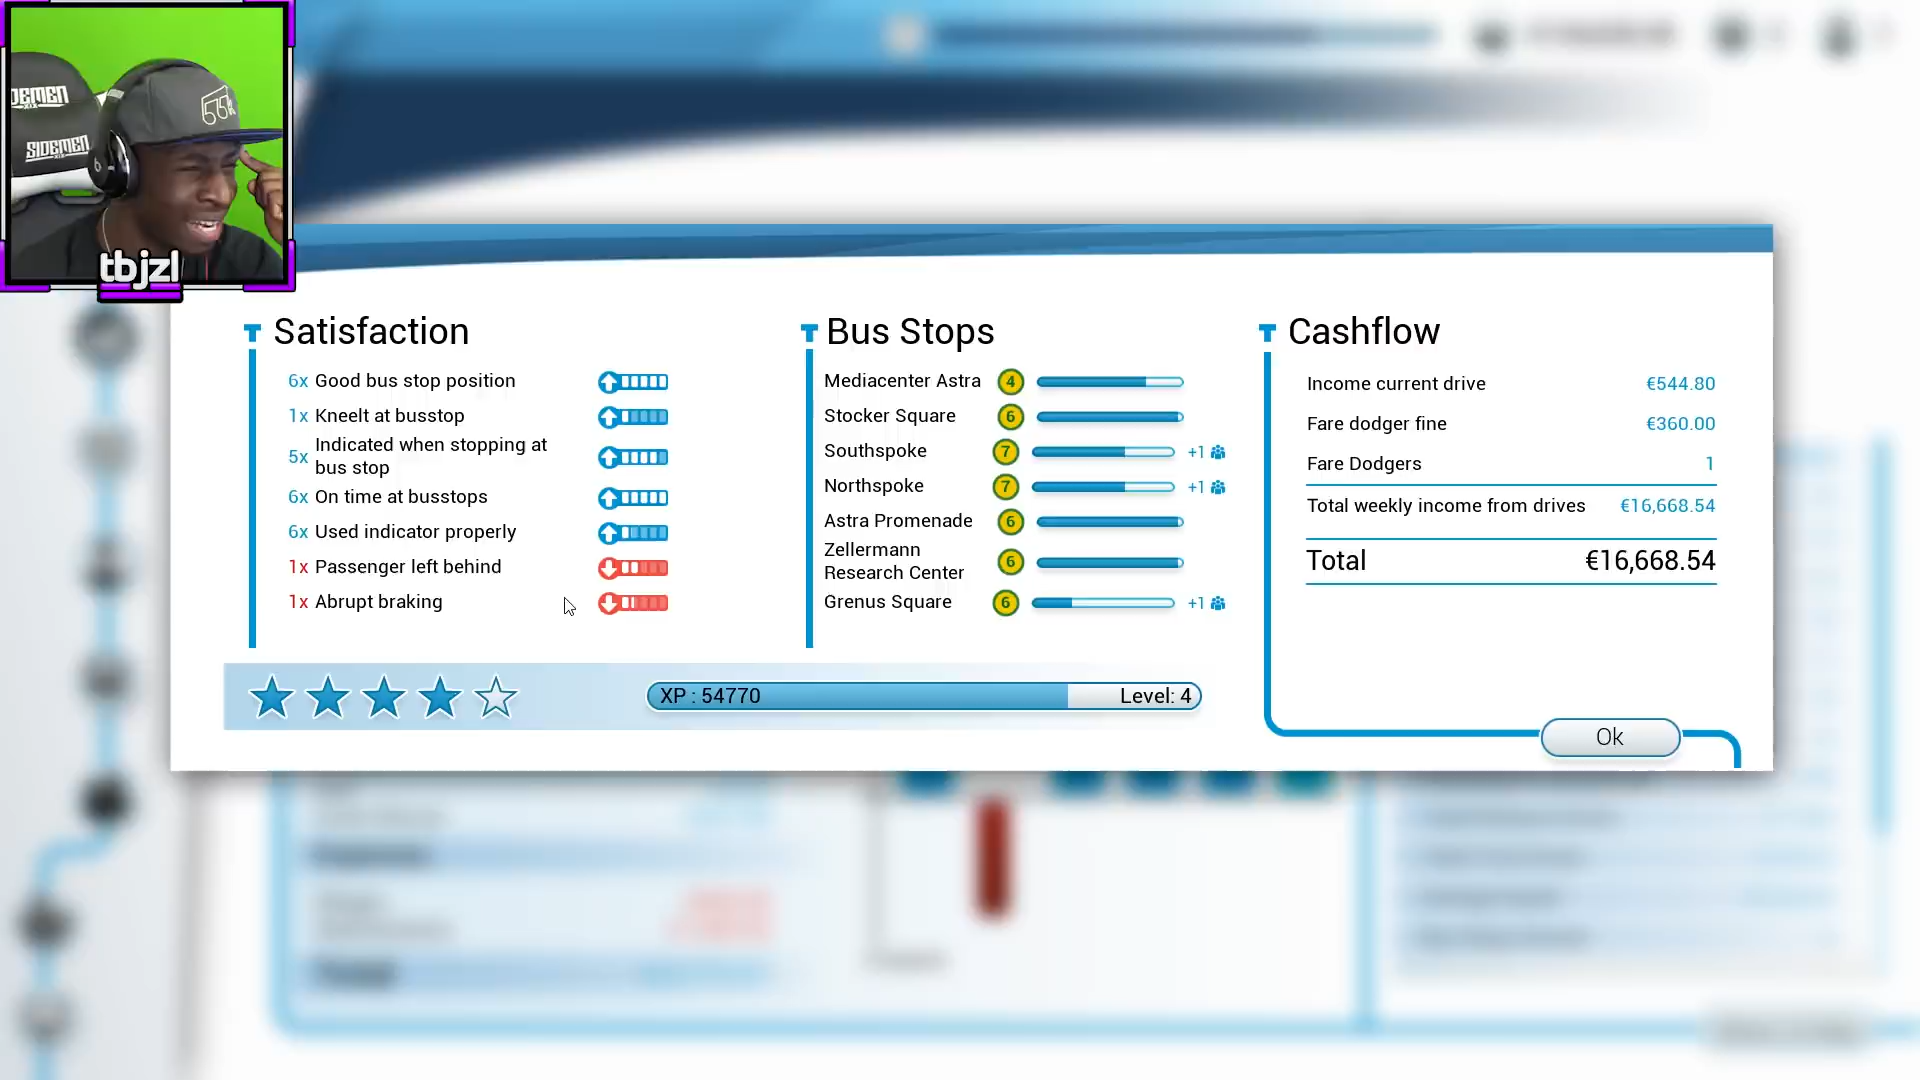 DEMEN
SIDEMEN
tbjzl
Satisfaction
6x Good bus stop position
1x Kneelt at busstop
5x Indicated when stopping at
bus stop
6x On time at busstops
6x Used indicator properly
1x Passenger left behind
1x Abrupt braking
XP : 54770 Level: 4
Bus Stops
Mediacenter Astra 4
Stocker Square 6
Southspoke 7 +1
Northspoke 7 +1
Astra Promenade 6
Zellermann
Research Center 6
Grenus Square 6 +1
Cashflow
Income current drive €544.80
Fare dodger fine €360.00
Fare Dodgers 1
Total weekly income from drives €16,668.54
Total €16,668.54
Ok